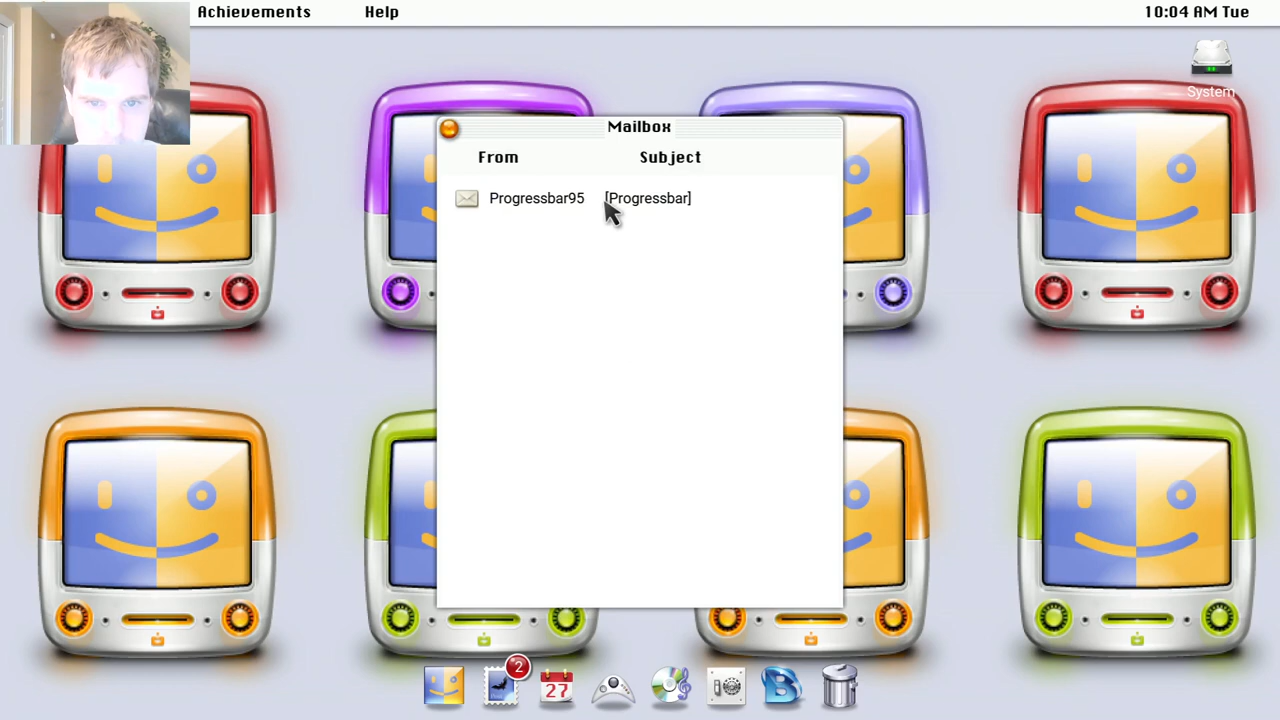 Achievements Help 10:04 AM Tue
System
Mailbox
From Subject
Progressbar95 [Progressbar]
2
27
B